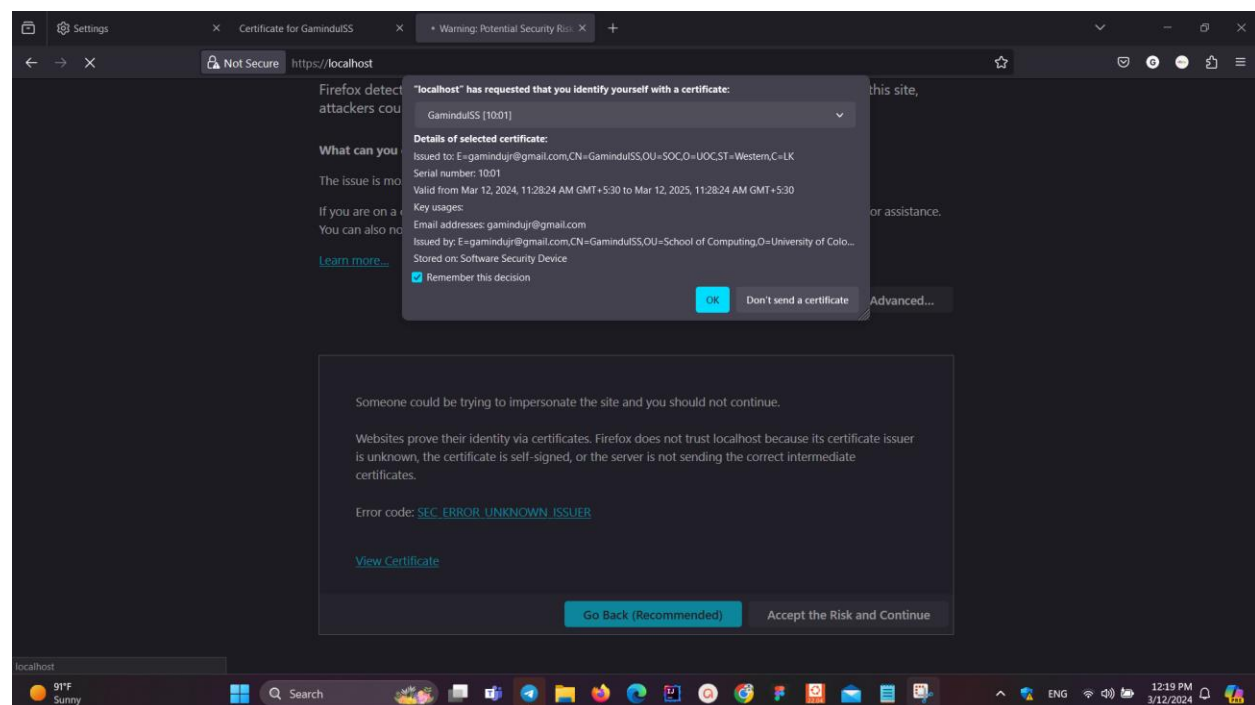 Settings
Certificate for GamindulSS
• Warning: Potential Security Risk
Not Secure https://localhost
Firefox detect
this site,
attackers cou
"localhost" has requested that you identify yourself with a certificate:
GamindulSS [10:01]
Details of selected certificate:
Issued to: E=gamindujr@gmail.com,CN=GamindulSS,OU=SOC,O=UOC,ST=Western,C=LK
Serial number: 10:01
Valid from Mar 12, 2024, 11:28:24 AM GMT+5:30 to Mar 12, 2025, 11:28:24 AM GMT+5:30
Key usages:
Email addresses: gamindujr@gmail.com
Issued by: E=gamindujr@gmail.com,CN=GamindulSS,OU=School of Computing,O=University of Colo...
Stored on: Software Security Device
Remember this decision
OK Don't send a certificate
What can you
The issue is mo
If you are on a
or assistance.
You can also no
Learn more...
Advanced...
Someone could be trying to impersonate the site and you should not continue.
Websites prove their identity via certificates. Firefox does not trust localhost because its certificate issuer
is unknown, the certificate is self-signed, or the server is not sending the correct intermediate
certificates.
Error code: SEC_ERROR_UNKNOWN_ISSUER
View Certificate
Go Back (Recommended) Accept the Risk and Continue
localhost
91°F
Sunny
Search
ENG
12:19 PM
3/12/2024